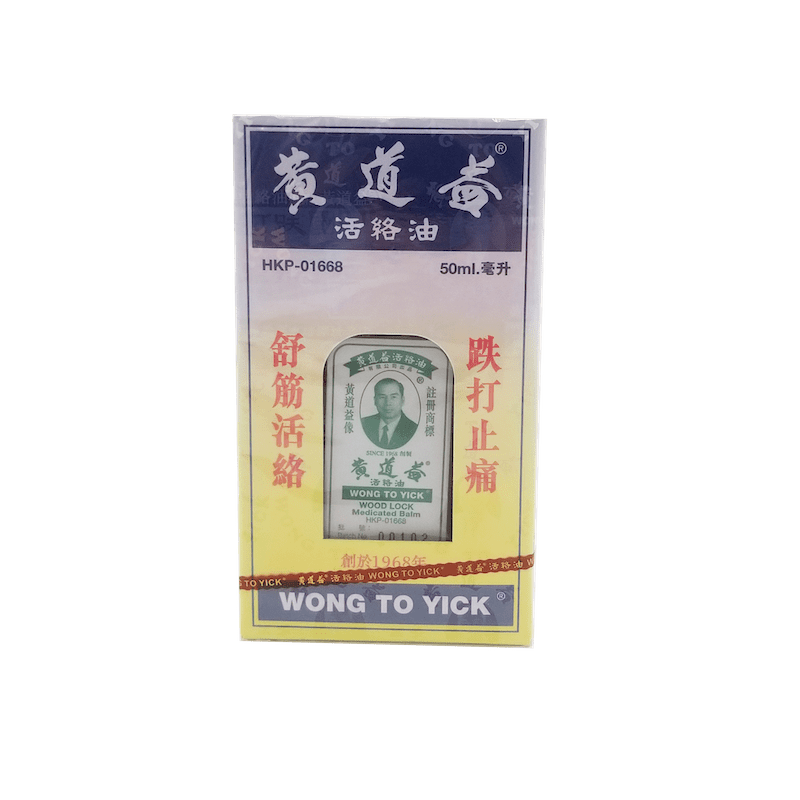 黃道益®
活絡油
HKP-01668
50ml.毫升
舒筋活絡
跌打止痛
黃道益活絡油
®
黃道益像
註冊商標
SINCE 1968
黃道益®
活絡油
WONG TO YICK®
WOOD LOCK
Medicated Balm
HKP-01668
創於1968年
TO YICK® 黃道益®活絡油 WONG TO YICK® 黃道益®活絡油 W
WONG TO YICK®